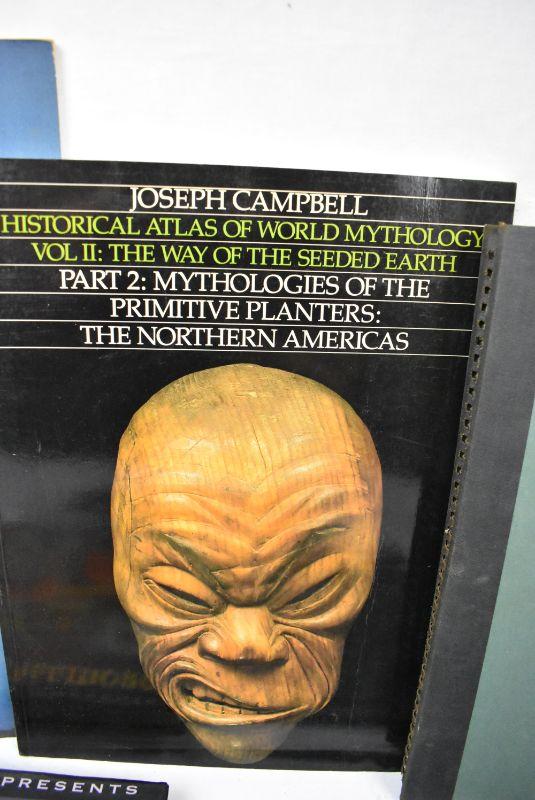 JOSEPH CAMPBELL
HISTORICAL ATLAS OF WORLD MYTHOLOGY
VOL II: THE WAY OF THE SEEDED EARTH
PART 2: MYTHOLOGIES OF THE
PRIMITIVE PLANTERS:
THE NORTHERN AMERICAS
PRESENTS